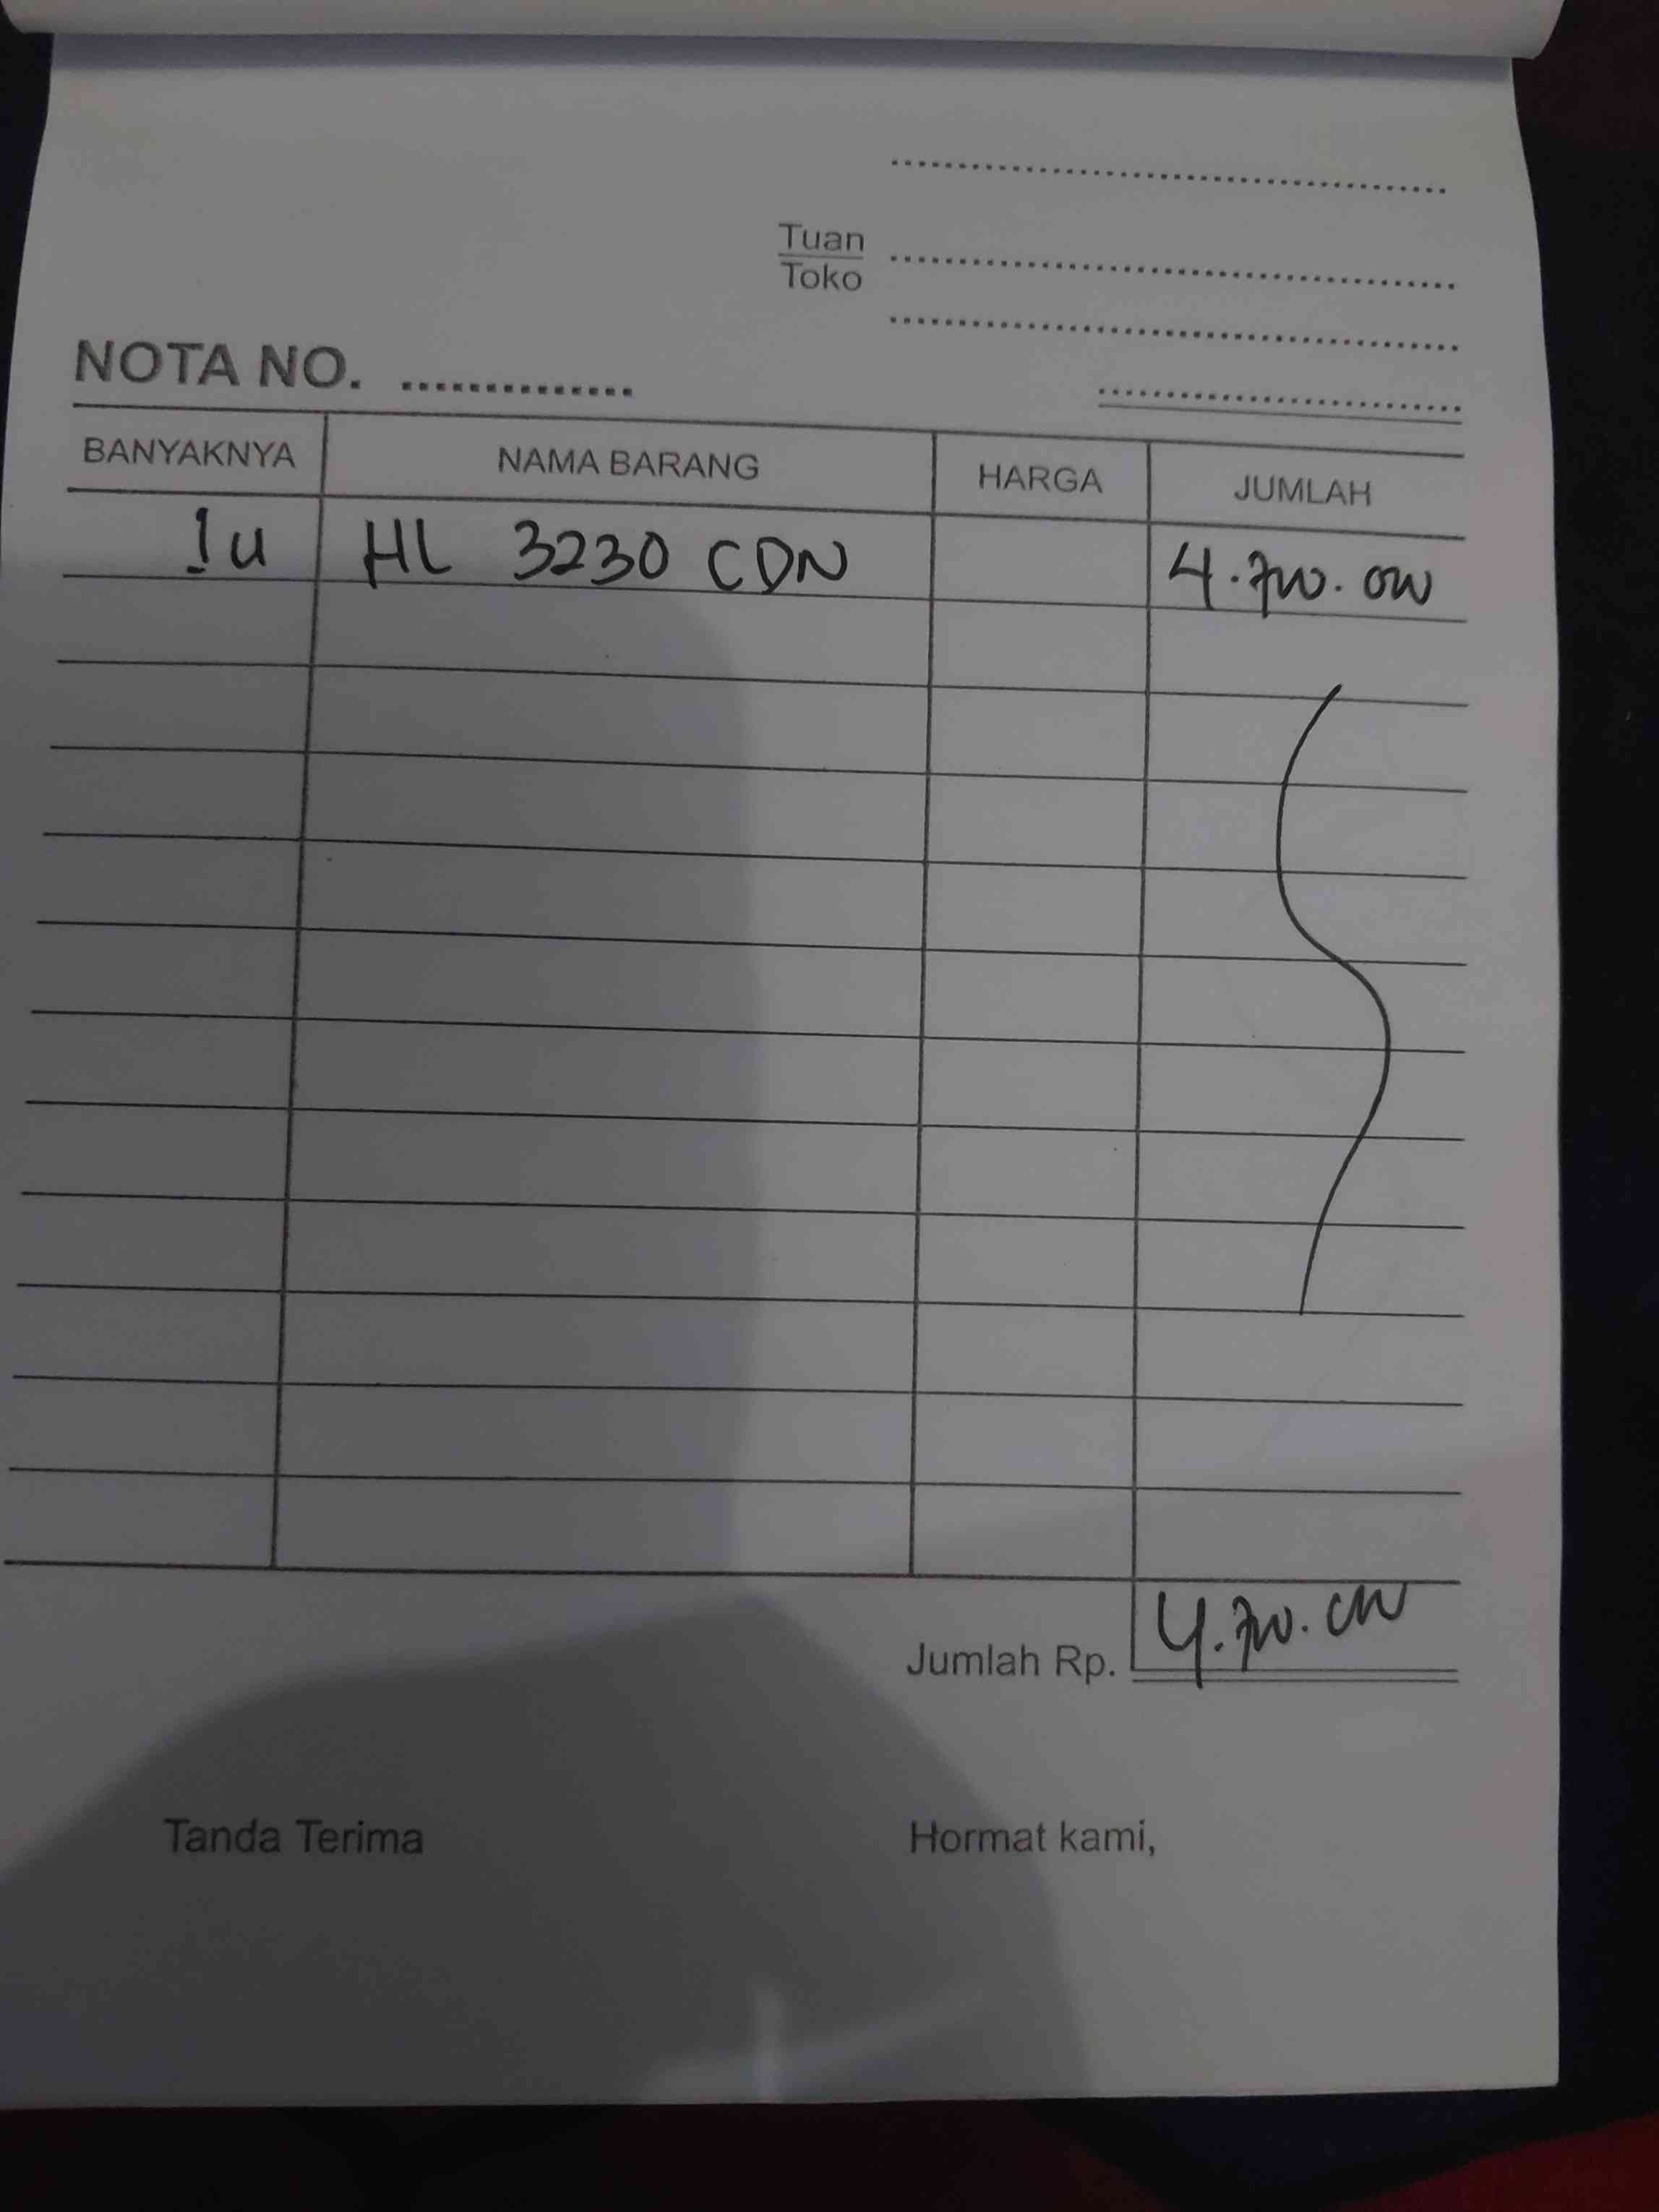 Tuan
Toko
NOTA NO. ..............
BANYAKNYA NAMA BARANG HARGA JUMLAH
1u HL 3230 CDN 4.700.000
Jumlah Rp. 4.700.000
Tanda Terima Hormat kami,